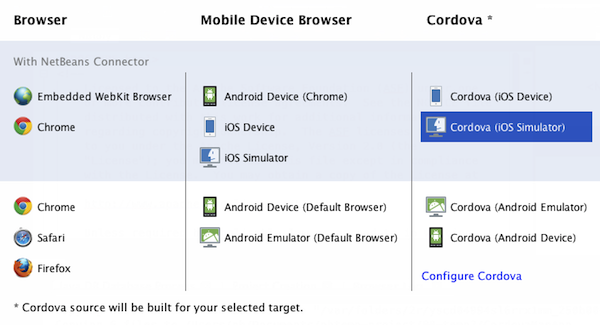 Browser
Mobile Device Browser
Cordova *
With NetBeans Connector
Embedded WebKit Browser
Chrome
Android Device (Chrome)
iOS Device
iOS Simulator
Cordova (iOS Device)
Cordova (iOS Simulator)
Chrome
Safari
Firefox
Android Device (Default Browser)
Android Emulator (Default Browser)
Cordova (Android Emulator)
Cordova (Android Device)
Configure Cordova
* Cordova source will be built for your selected target.